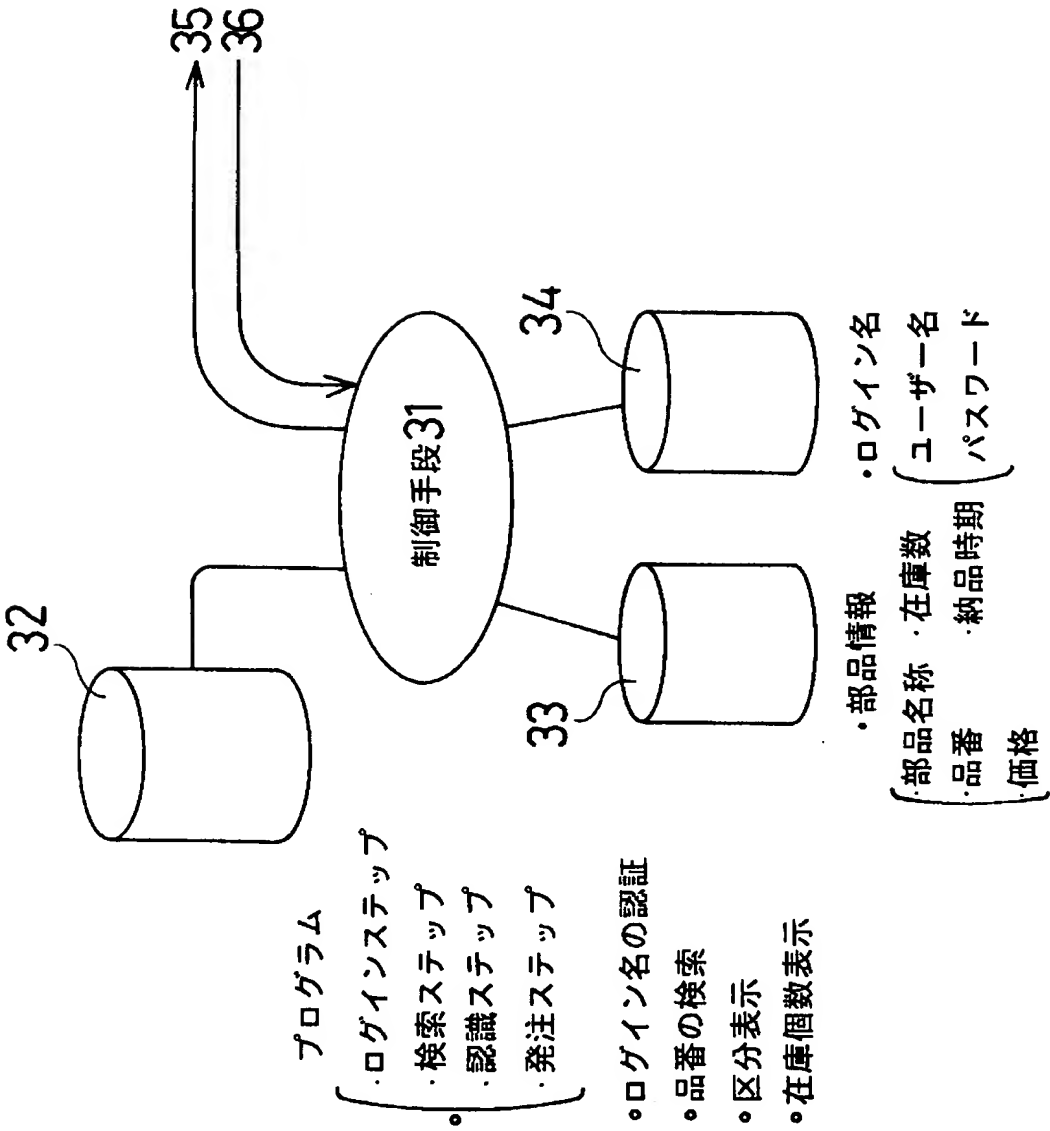 35
36
32
制御手段31
34
33
プログラム
・ログインステップ
・検索ステップ
・認識ステップ
・発注ステップ
・ログイン名の認証
・品番の検索
・区分表示
・在庫個数表示
・部品情報
・部品名称 ・在庫数
・品番 ・納品時期
・価格
・ログイン名
ユーザー名
パスワード